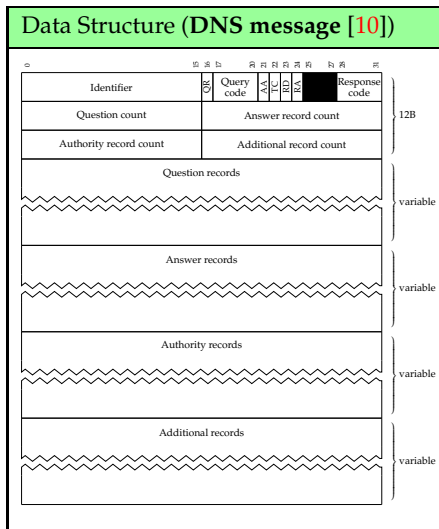 Data Structure (DNS message [10])
0 15 16 17 20 21 22 23 24 25 27 28 31
Identifier QR Query code AA TC RD RA Response code
Question count Answer record count 12B
Authority record count Additional record count
Question records
variable
Answer records
variable
Authority records
variable
Additional records
variable